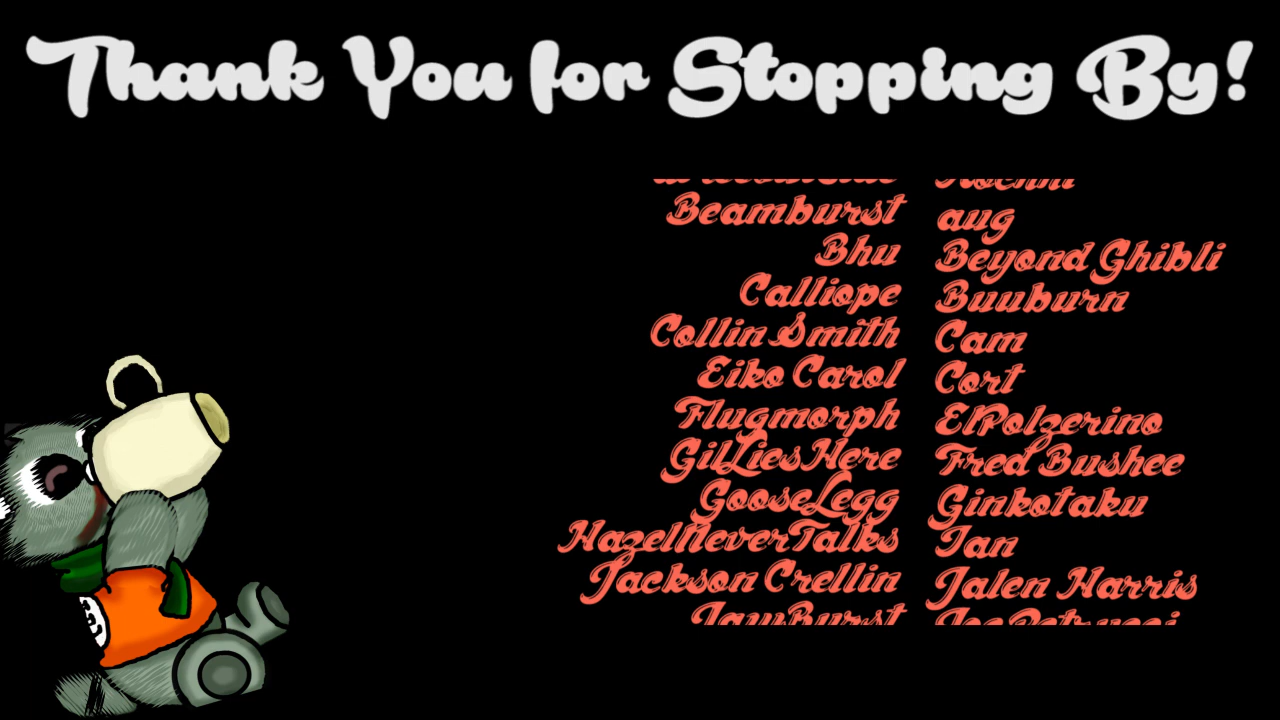 Thank You for Stopping By!
Beamburst
Bhu
Calliope
Collin Smith
Eiko Carol
Flugmorph
GilLiesHere
GooseLegg
HazelNeverTalks
Jackson Crellin
aug
Beyond Ghibli
Buuburn
Cam
Cort
ElPolzerino
Fred Bushee
Ginkotaku
Ian
Jalen Harris